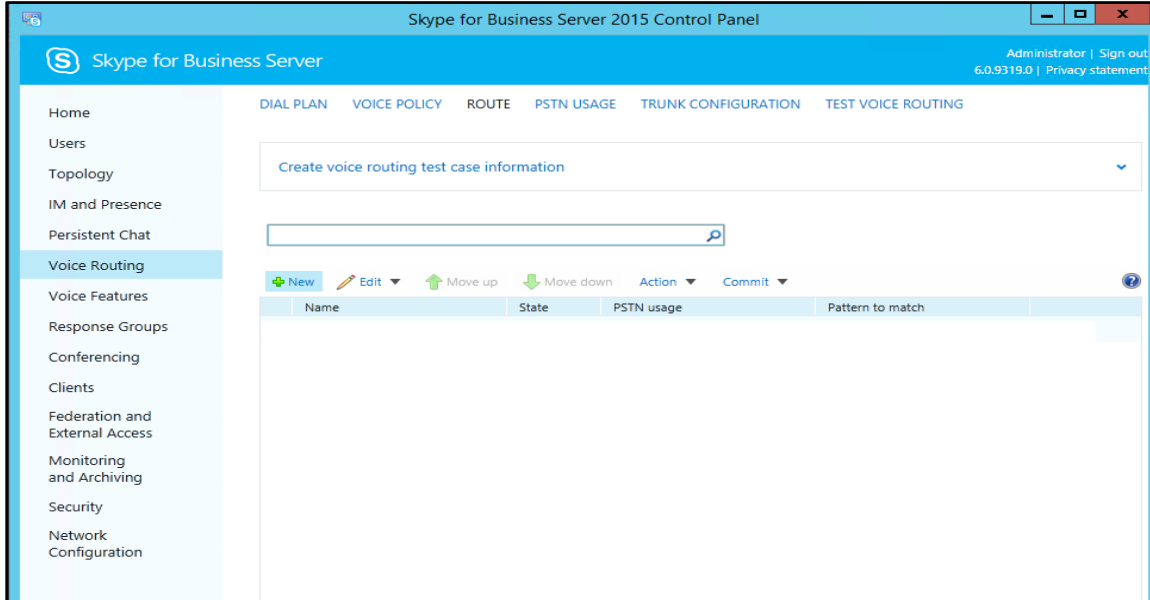 Skype for Business Server 2015 Control Panel
S Skype for Business Server
Administrator | Sign out
6.0.9319.0 | Privacy statement
Home
Users
Topology
IM and Presence
Persistent Chat
Voice Routing
Voice Features
Response Groups
Conferencing
Clients
Federation and
External Access
Monitoring
and Archiving
Security
Network
Configuration
DIAL PLAN VOICE POLICY ROUTE PSTN USAGE TRUNK CONFIGURATION TEST VOICE ROUTING
Create voice routing test case information
New Edit Move up Move down Action Commit ?
Name State PSTN usage Pattern to match